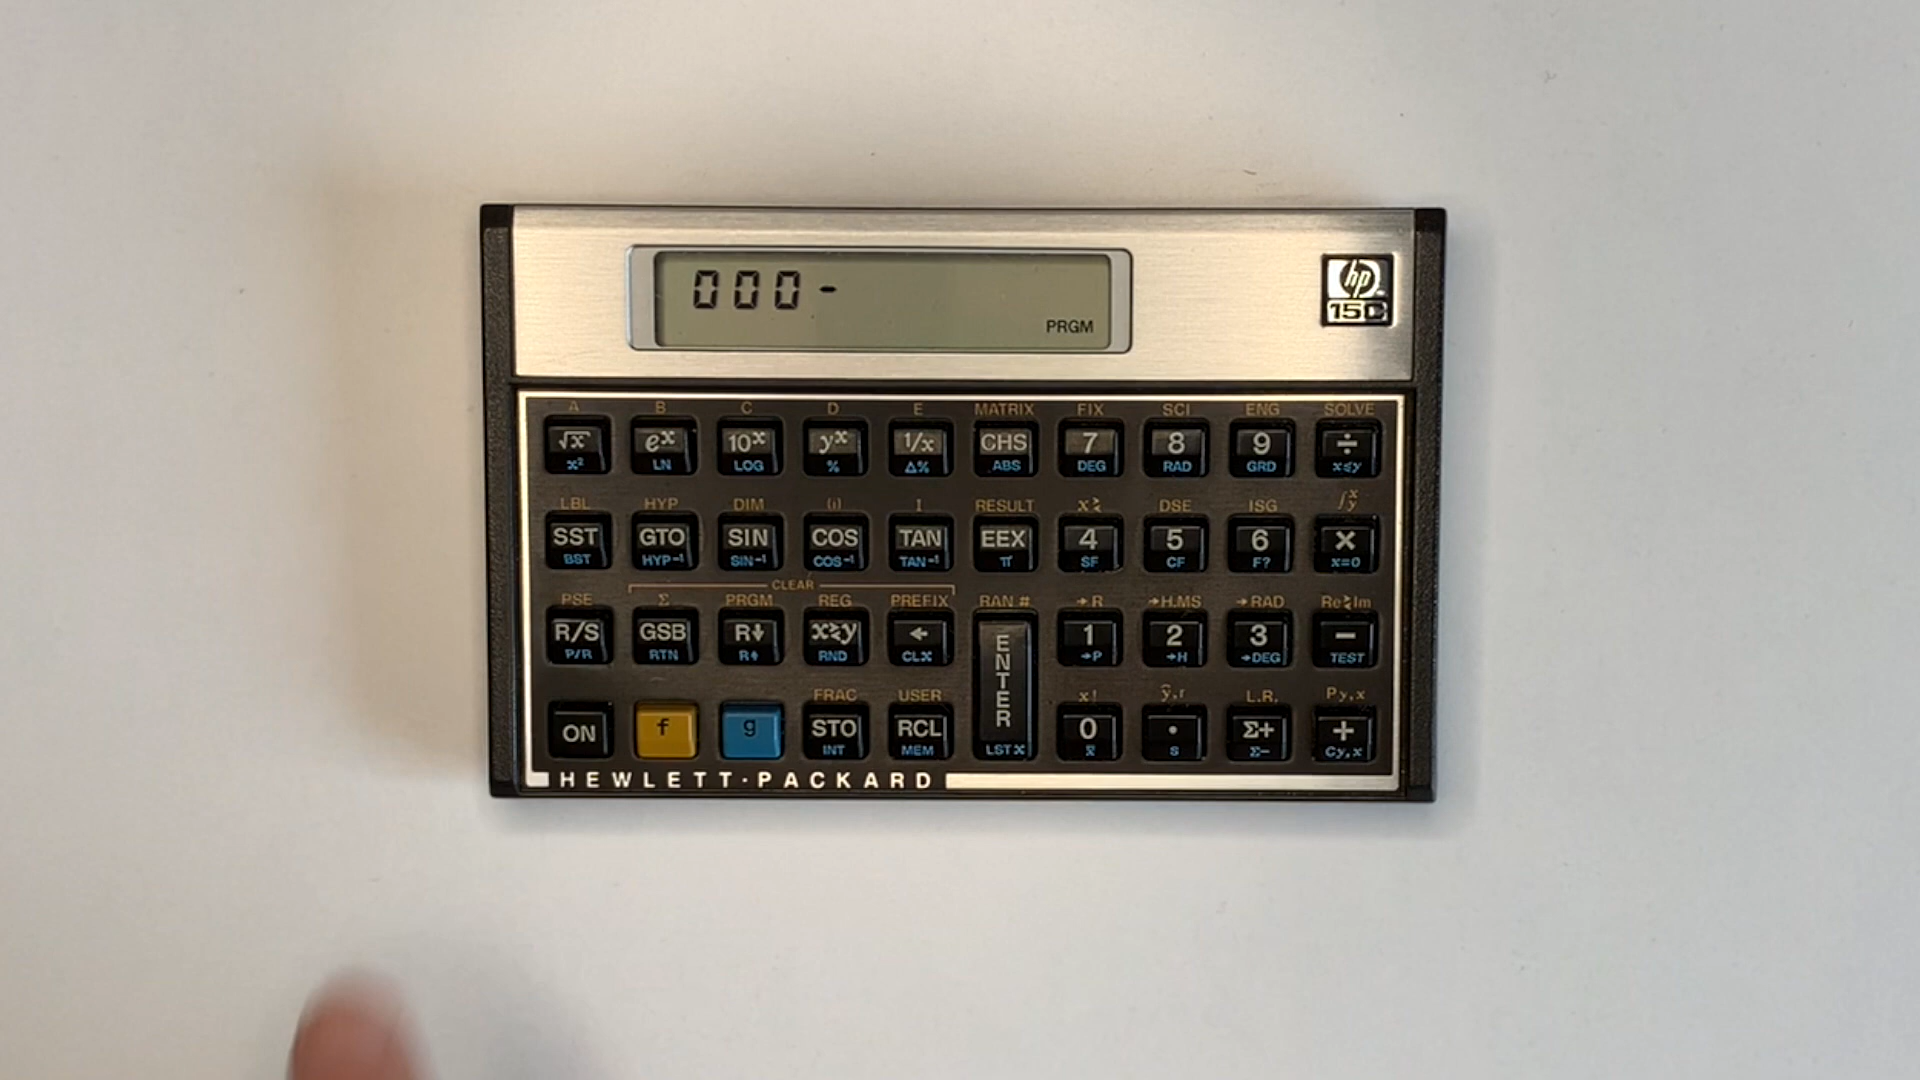 000-
PRGM
hp
15C
A B C D E MATRIX FIX SCI ENG SOLVE
√x eˣ 10ˣ yˣ 1/x CHS 7 8 9 ÷
x² LN LOG % Δ% ABS DEG RAD GRD x≤y
LBL HYP DIM (i) I RESULT x≷ DSE ISG ∫xy
SST GTO SIN COS TAN EEX 4 5 6 ×
BST HYP⁻¹ SIN⁻¹ COS⁻¹ TAN⁻¹ π SF CF F? x=0
CLEAR
PSE Σ PRGM REG PREFIX RAN # →R →H.MS →RAD Re≷Im
R/S GSB R↓ x≷y ← ENTER 1 2 3 −
P/R RTN R↑ RND CLX →P →H →DEG TEST
FRAC USER x! ŷ,r L.R. Py,x
ON f g STO RCL 0 · Σ+ +
INT MEM LSTX x̄ s Σ− Cy,x
HEWLETT·PACKARD